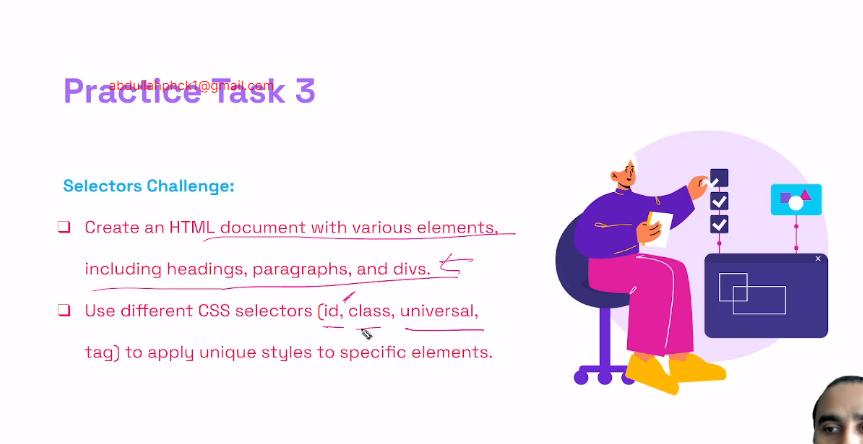 abdullahphck1@gmail.com
Practice Task 3
Selectors Challenge:
❑ Create an HTML document with various elements,
including headings, paragraphs, and divs.
❑ Use different CSS selectors (id, class, universal,
tag) to apply unique styles to specific elements.